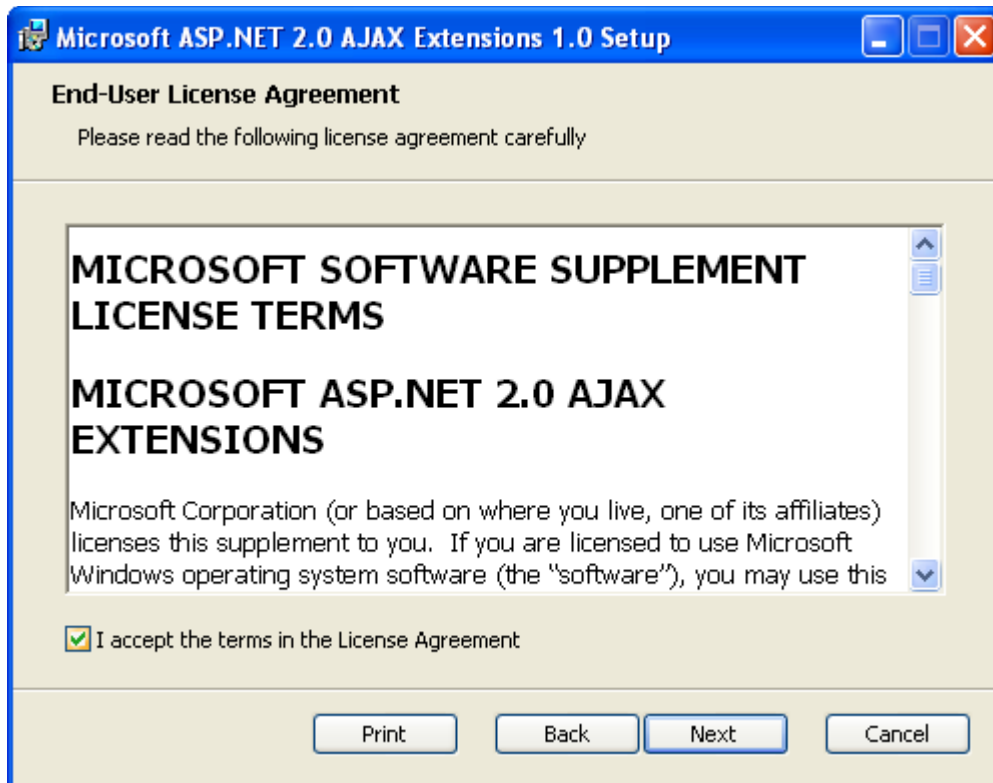 Microsoft ASP.NET 2.0 AJAX Extensions 1.0 Setup
End-User License Agreement
Please read the following license agreement carefully
MICROSOFT SOFTWARE SUPPLEMENT
LICENSE TERMS
MICROSOFT ASP.NET 2.0 AJAX
EXTENSIONS
Microsoft Corporation (or based on where you live, one of its affiliates)
licenses this supplement to you.  If you are licensed to use Microsoft
Windows operating system software (the "software"), you may use this
I accept the terms in the License Agreement
Print Back Next Cancel